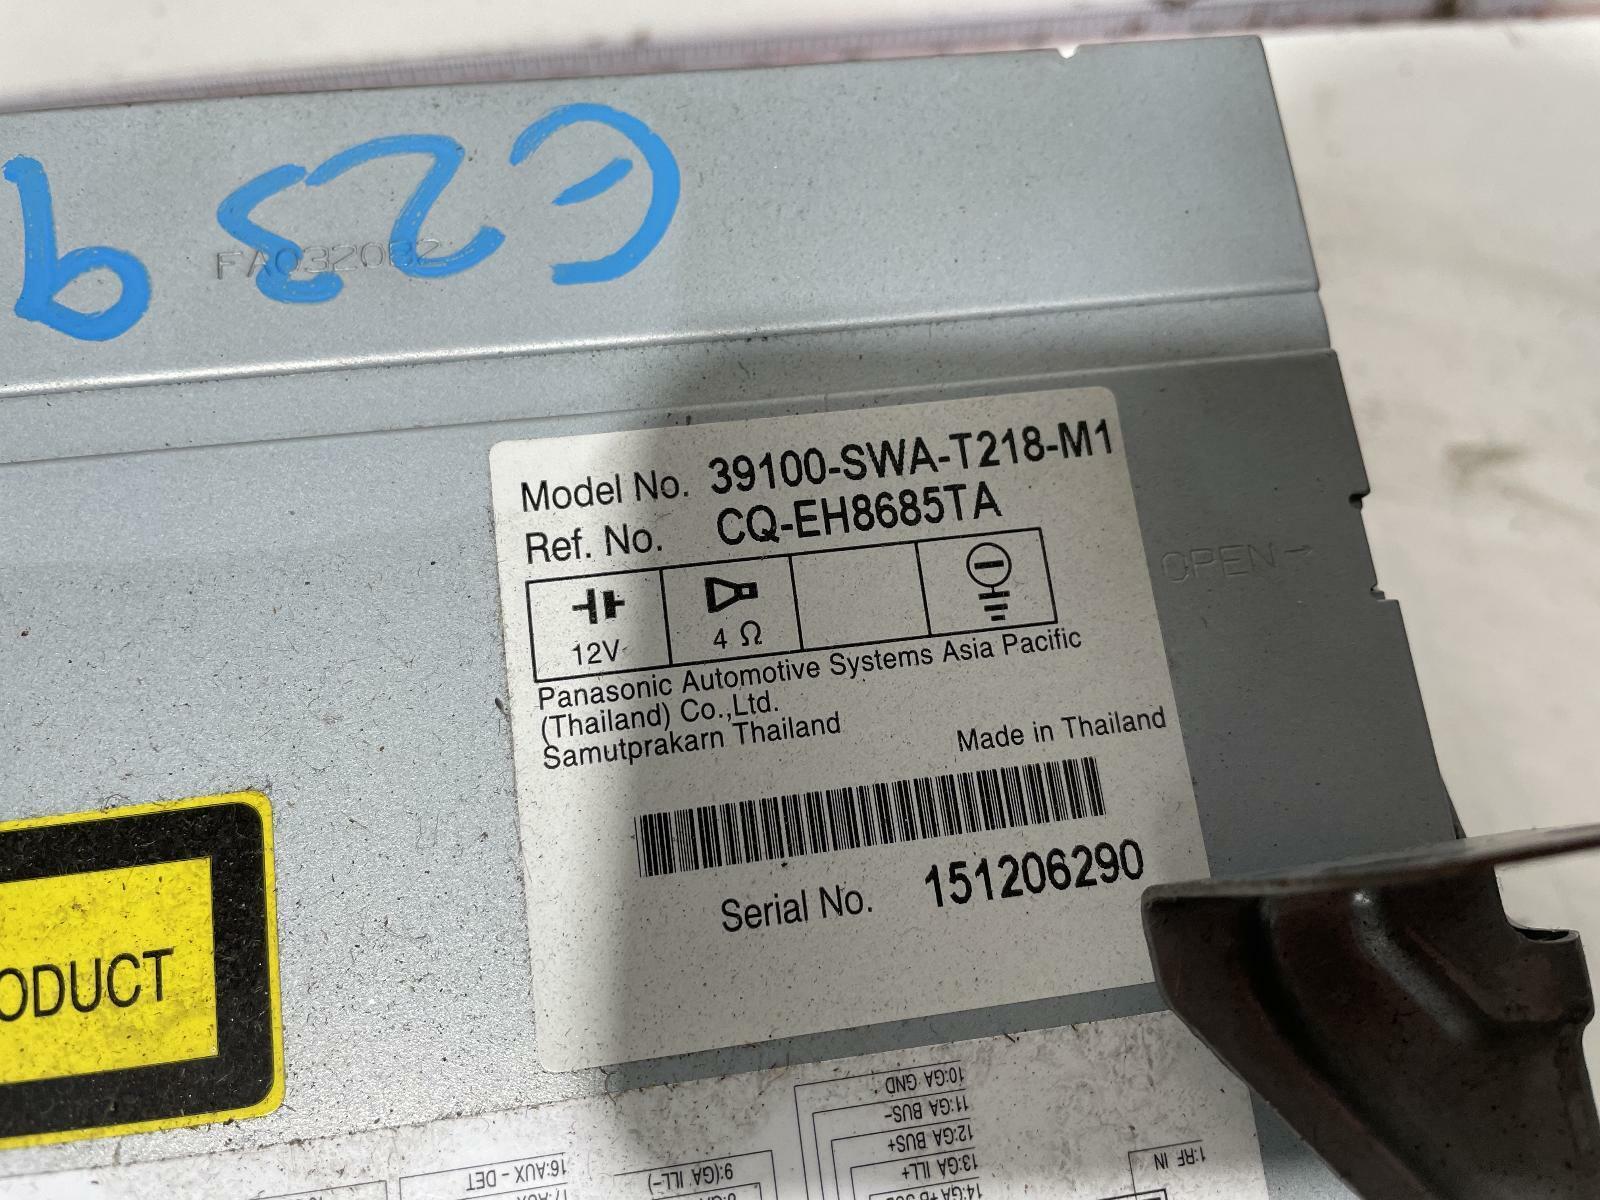 E239
FA0320B2
Model No. 39100-SWA-T218-M1
Ref. No. CQ-EH8685TA
OPEN→
12V
4 Ω
Panasonic Automotive Systems Asia Pacific
(Thailand) Co.,Ltd.
Samutprakarn Thailand
Made in Thailand
Serial No. 151206290
ODUCT
10:GA GND
11:GA BUS-
12:GA BUS+
13:GA ILL+
9:(GA ILL-)
16:AUX - DET
1:RF IN